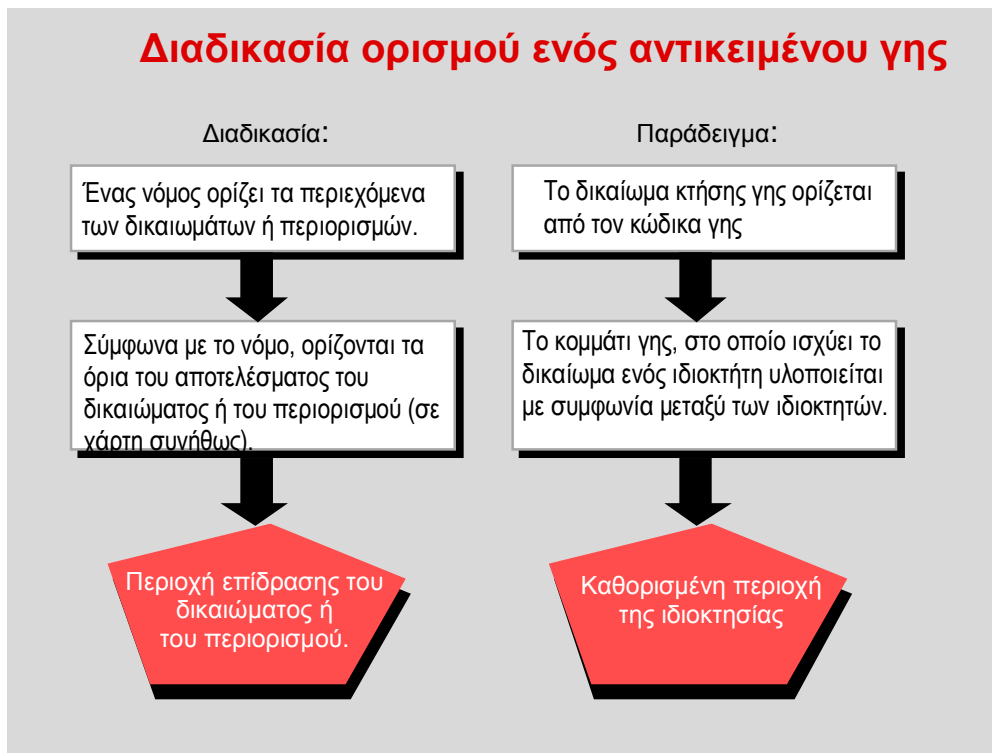 Διαδικασία ορισμού ενός αντικειμένου γης
Διαδικασία:
Ένας νόμος ορίζει τα περιεχόμενα
των δικαιωμάτων ή περιορισμών.
Σύμφωνα με το νόμο, ορίζονται τα
όρια του αποτελέσματος του
δικαιώματος ή του περιορισμού (σε
χάρτη συνήθως).
Περιοχή επίδρασης του
δικαιώματος ή
του περιορισμού.
Παράδειγμα:
Το δικαίωμα κτήσης γης ορίζεται
από τον κώδικα γης
Το κομμάτι γης, στο οποίο ισχύει το
δικαίωμα ενός ιδιοκτήτη υλοποιείται
με συμφωνία μεταξύ των ιδιοκτητών.
Καθορισμένη περιοχή
της ιδιοκτησίας